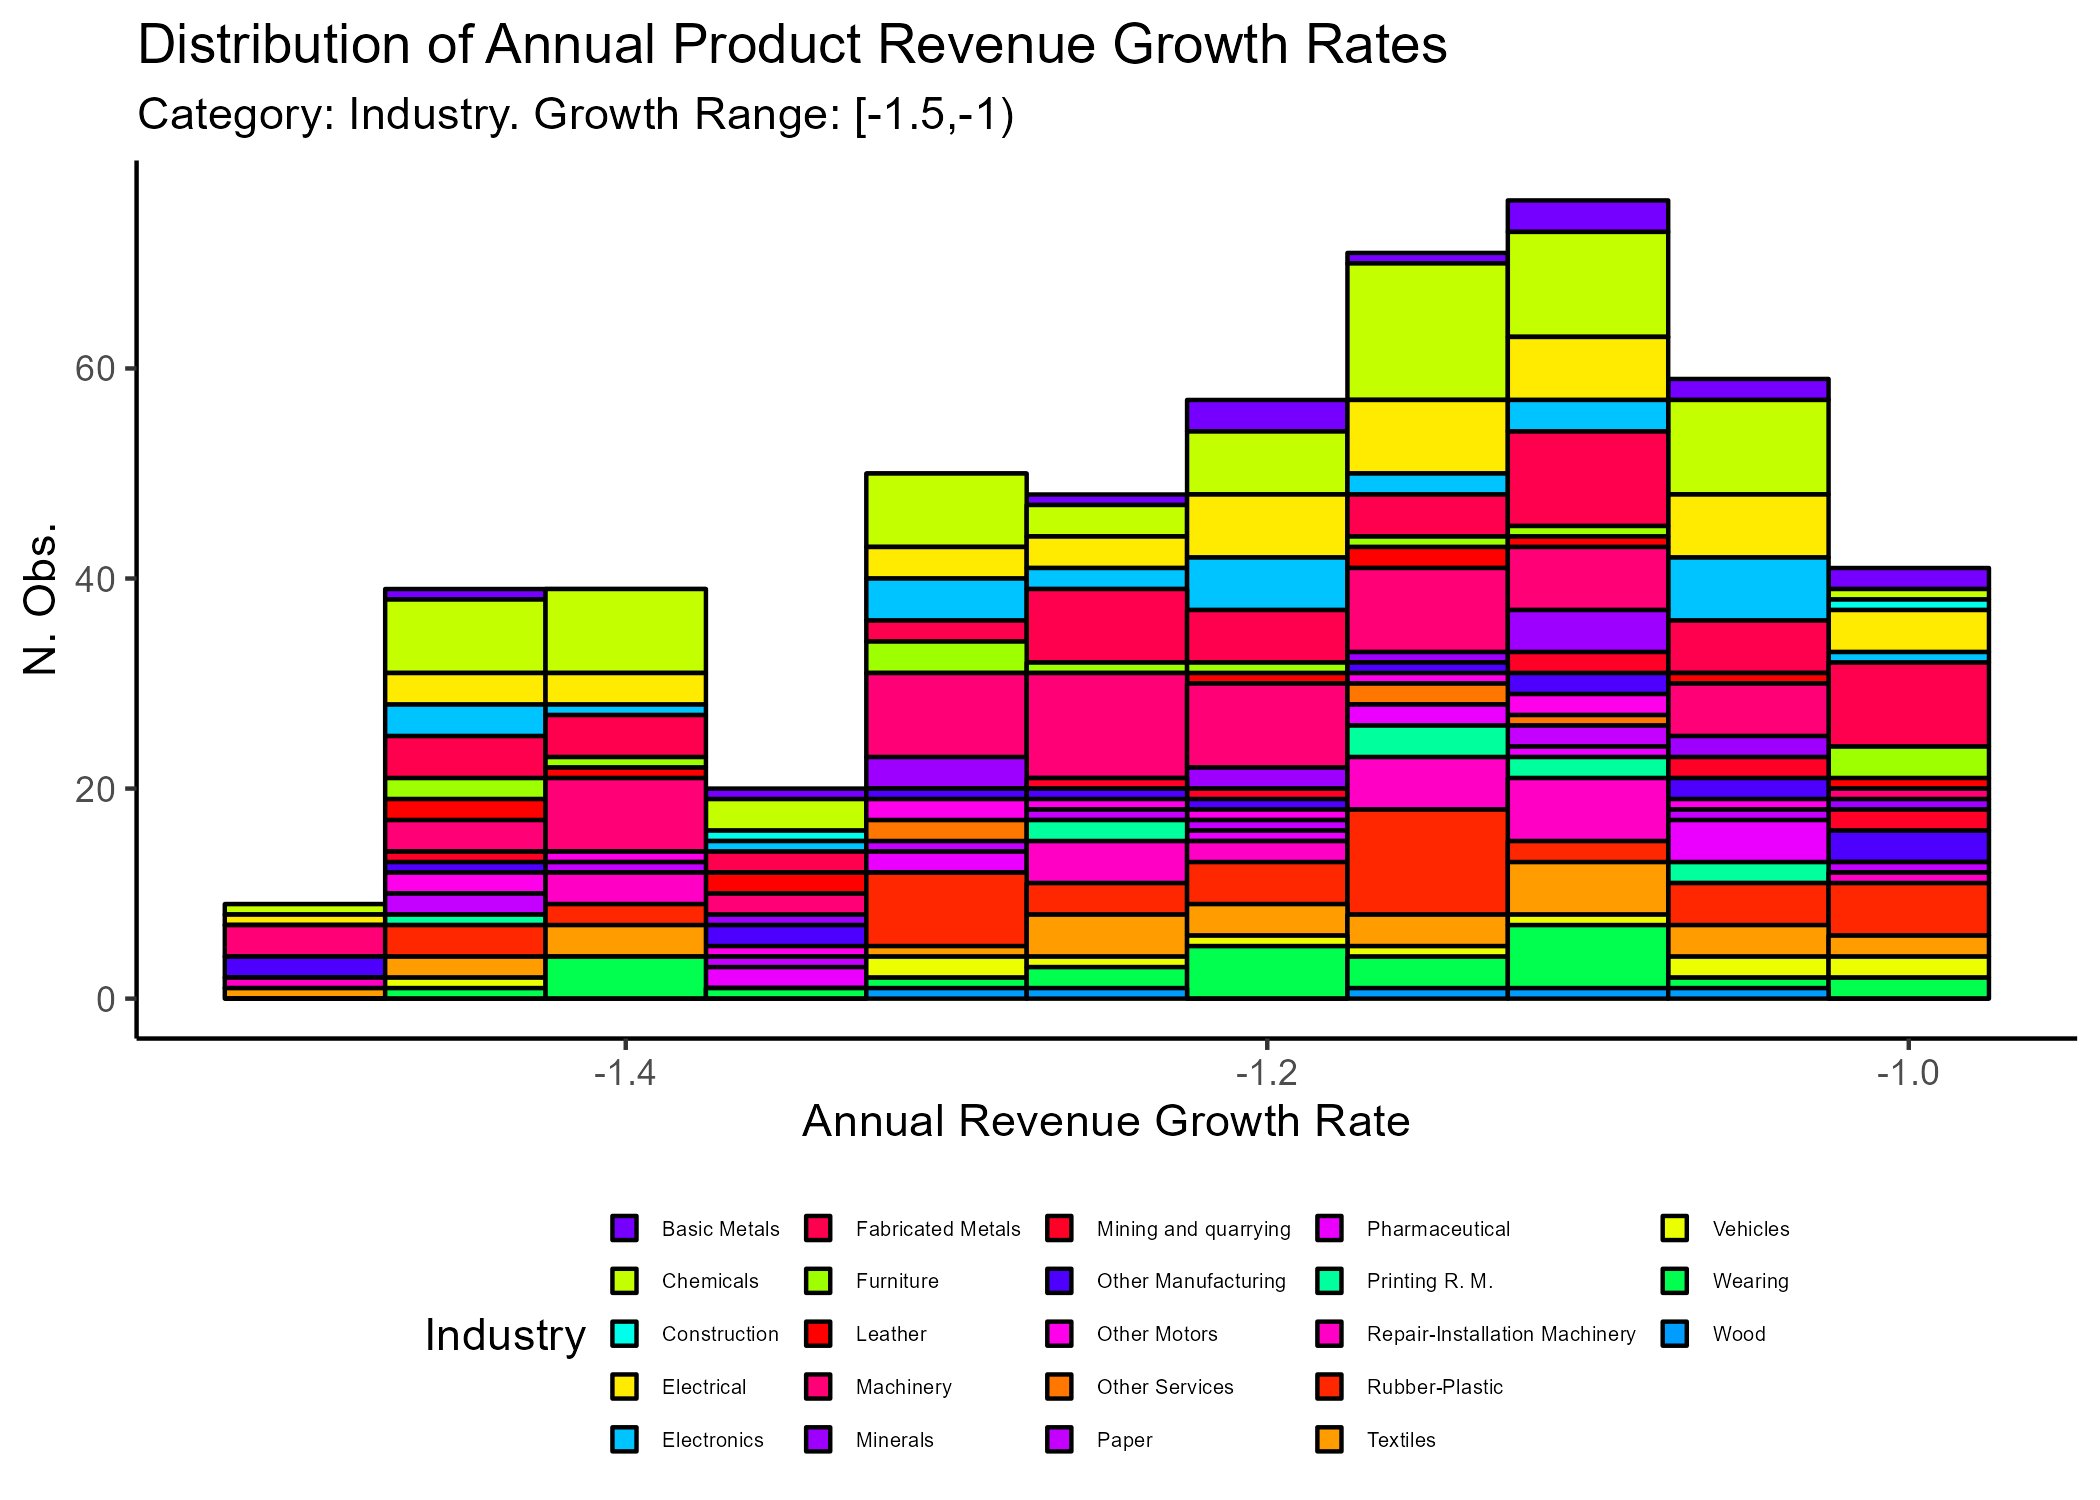 Distribution of Annual Product Revenue Growth Rates
Category: Industry. Growth Range: [-1.5,-1)
N. Obs.
60
40
20
0
-1.4
-1.2
-1.0
Annual Revenue Growth Rate
Industry
Basic Metals
Chemicals
Construction
Electrical
Electronics
Fabricated Metals
Furniture
Leather
Machinery
Minerals
Mining and quarrying
Other Manufacturing
Other Motors
Other Services
Paper
Pharmaceutical
Printing R. M.
Repair-Installation Machinery
Rubber-Plastic
Textiles
Vehicles
Wearing
Wood